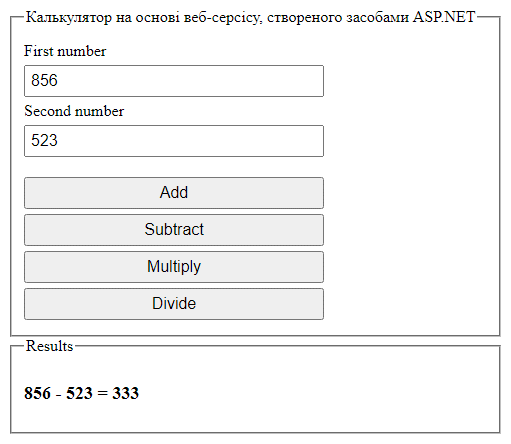 Калькулятор на основі веб-серсісу, створеного засобами ASP.NET
First number
856
Second number
523
Add
Subtract
Multiply
Divide
Results
856 - 523 = 333